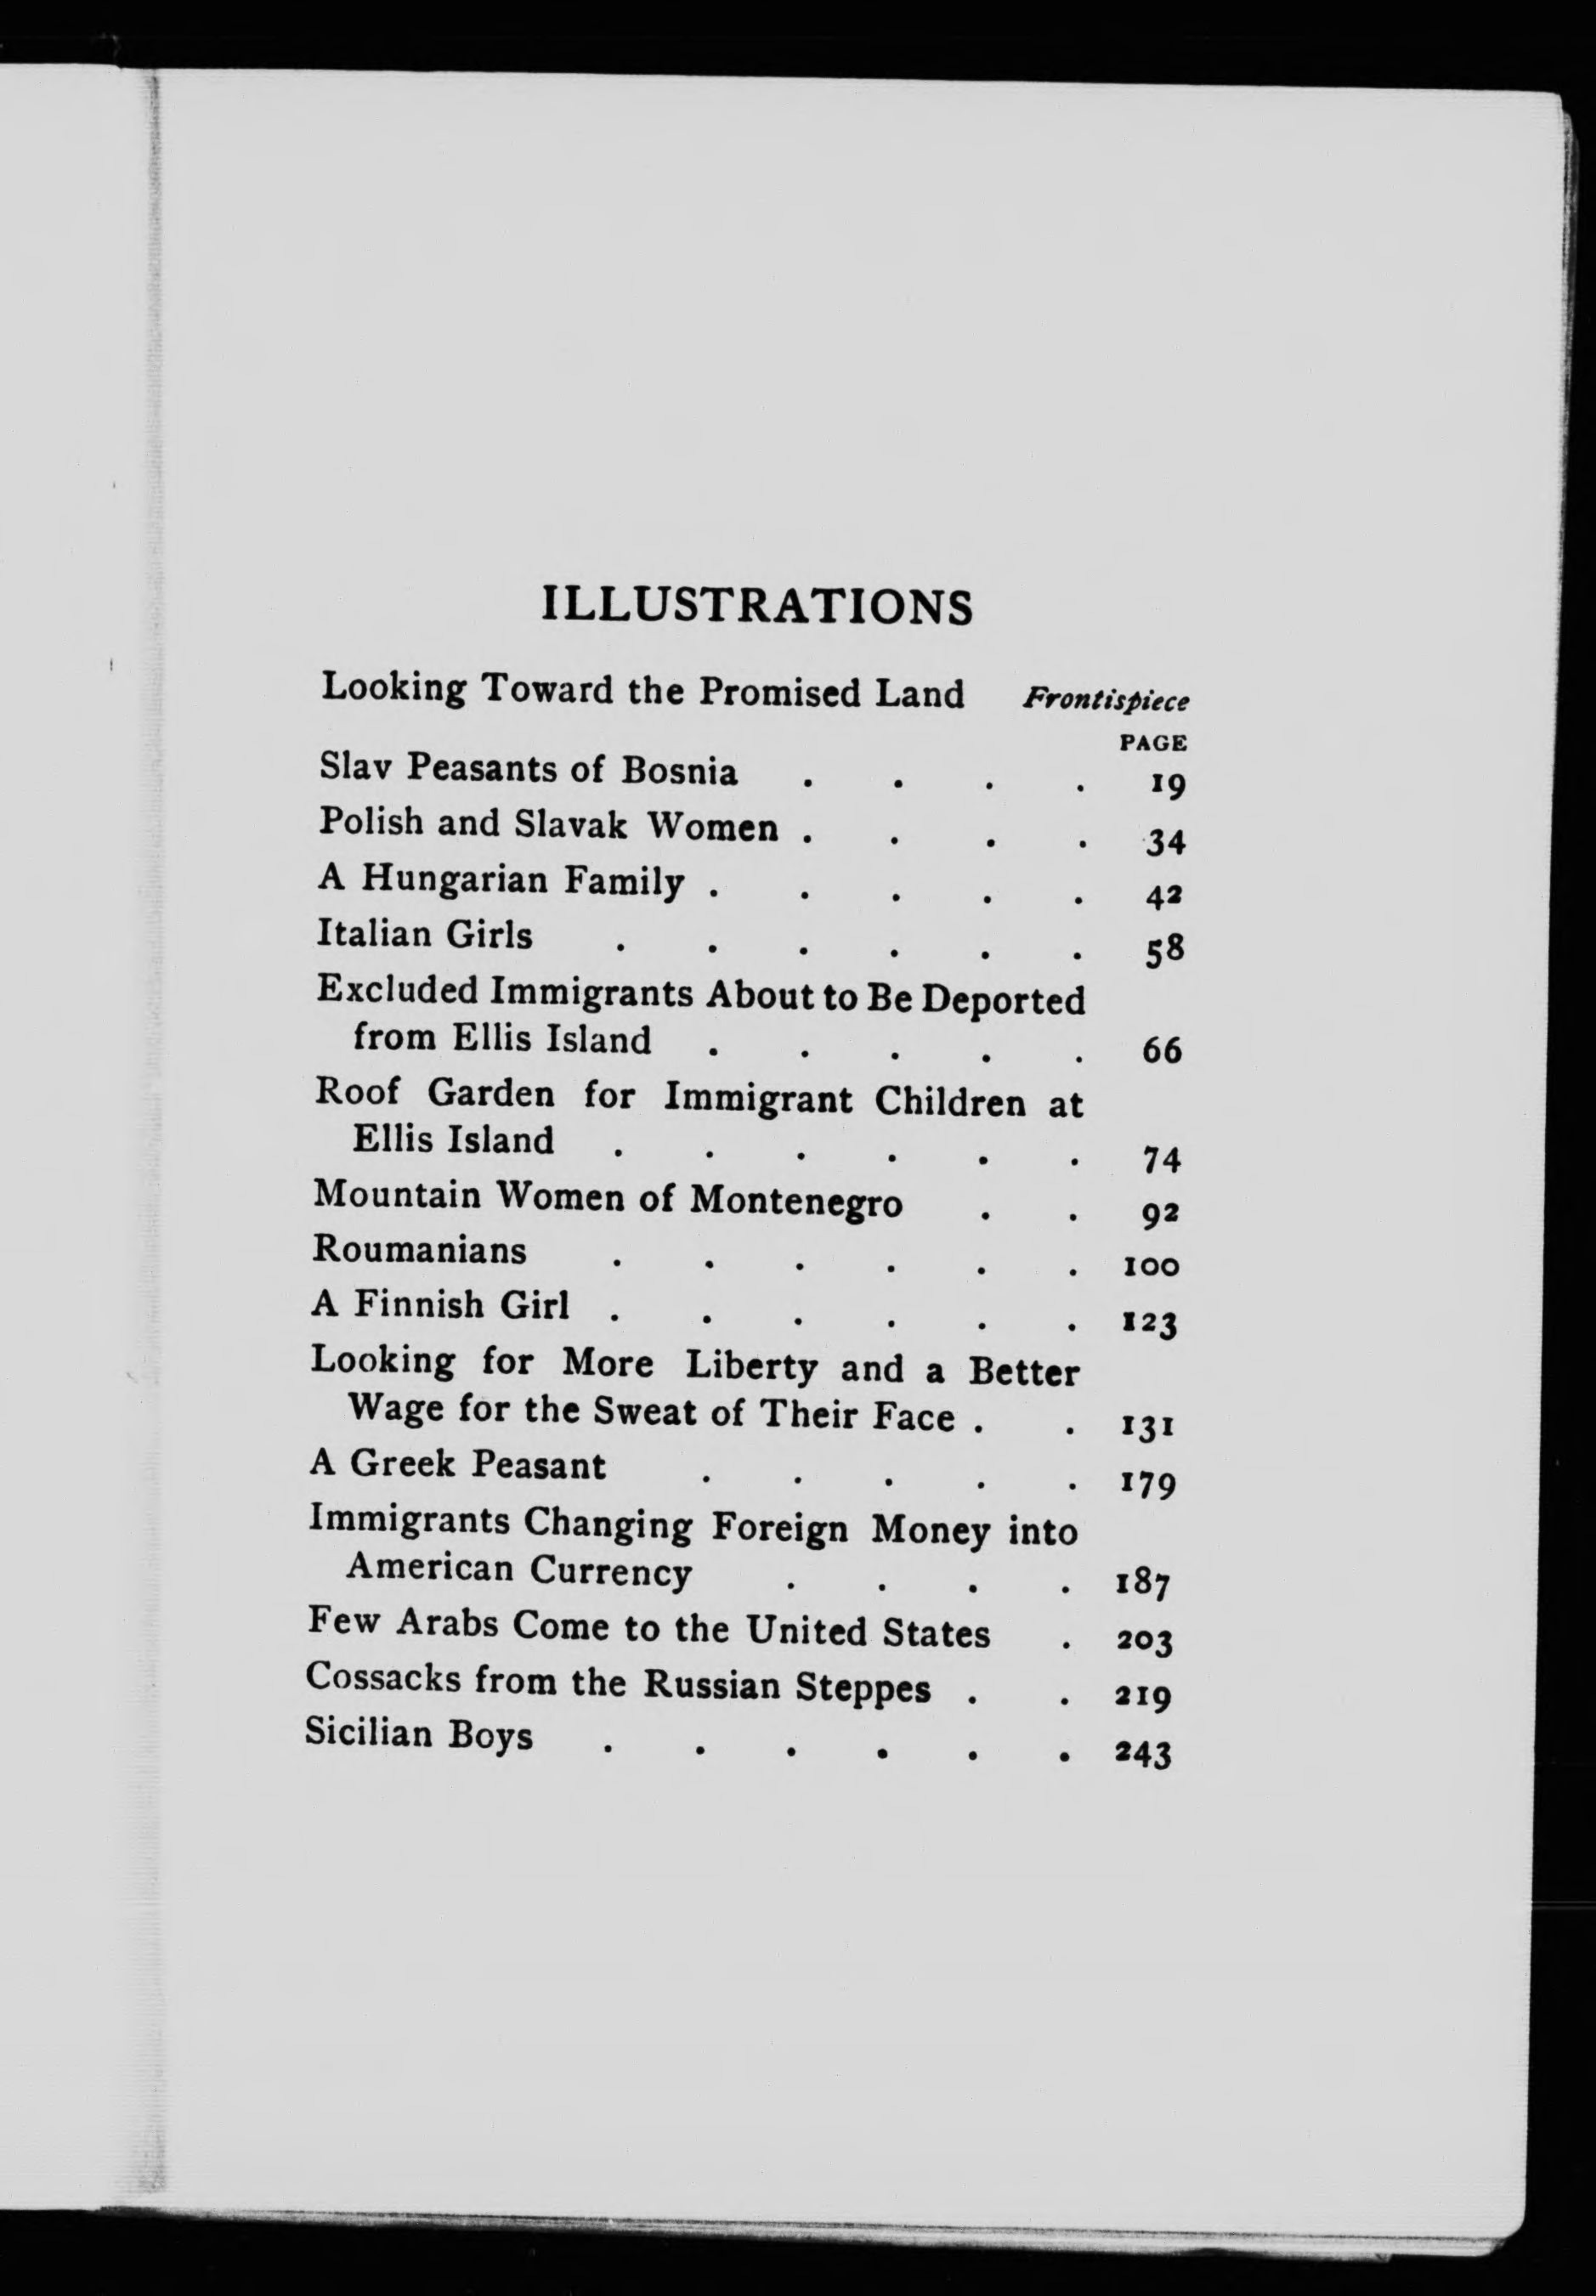 ILLUSTRATIONS
Looking Toward the Promised Land Frontispiece
PAGE
Slav Peasants of Bosnia . . . . 19
Polish and Slavak Women . . . . 34
A Hungarian Family . . . . . 42
Italian Girls . . . . . . 58
Excluded Immigrants About to Be Deported
from Ellis Island . . . . . 66
Roof Garden for Immigrant Children at
Ellis Island . . . . . . 74
Mountain Women of Montenegro . . 92
Roumanians . . . . . . 100
A Finnish Girl . . . . . . 123
Looking for More Liberty and a Better
Wage for the Sweat of Their Face . . 131
A Greek Peasant . . . . . 179
Immigrants Changing Foreign Money into
American Currency . . . . 187
Few Arabs Come to the United States . 203
Cossacks from the Russian Steppes . . 219
Sicilian Boys . . . . . . 243